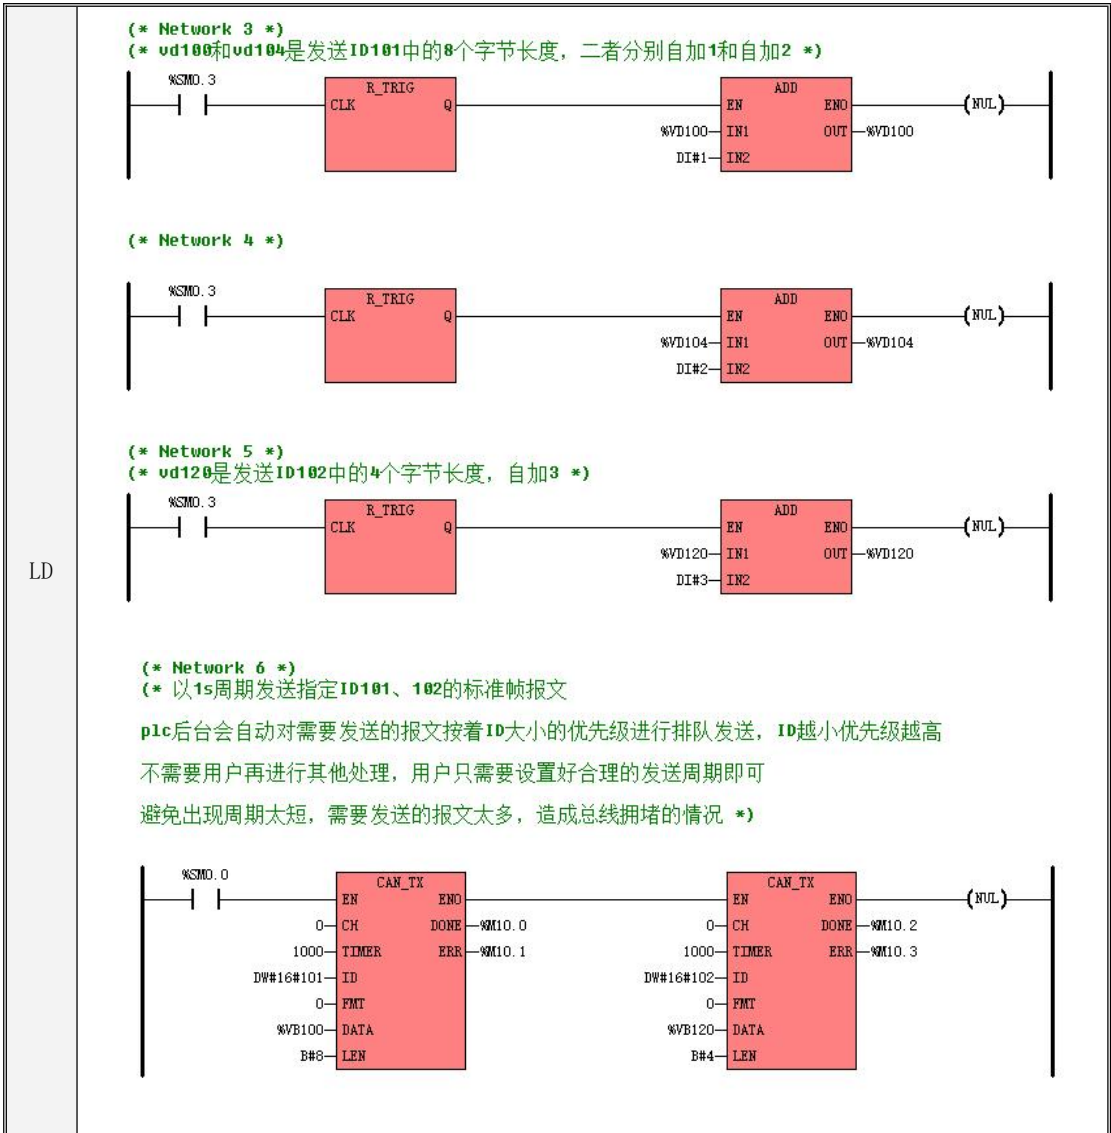 (* Network 3 *)
(* vd100和vd104是发送ID101中的8个字节长度，二者分别自加1和自加2 *)
%SM0.3
R_TRIG
ADD
CLK Q EN ENO (NUL)
%VD100 IN1 OUT %VD100
DI#1 IN2
(* Network 4 *)
%SM0.3
R_TRIG
ADD
CLK Q EN ENO (NUL)
%VD104 IN1 OUT %VD104
DI#2 IN2
(* Network 5 *)
(* vd120是发送ID102中的4个字节长度，自加3 *)
%SM0.3
R_TRIG
ADD
CLK Q EN ENO (NUL)
%VD120 IN1 OUT %VD120
DI#3 IN2
LD
(* Network 6 *)
(* 以1s周期发送指定ID101、102的标准帧报文
plc后台会自动对需要发送的报文按着ID大小的优先级进行排队发送，ID越小优先级越高
不需要用户再进行其他处理，用户只需要设置好合理的发送周期即可
避免出现周期太短，需要发送的报文太多，造成总线拥堵的情况 *)
%SM0.0
CAN_TX CAN_TX
EN ENO EN ENO (NUL)
0 CH DONE %M10.0 0 CH DONE %M10.2
1000 TIMER ERR %M10.1 1000 TIMER ERR %M10.3
DW#16#101 ID DW#16#102 ID
0 FMT 0 FMT
%VB100 DATA %VB120 DATA
B#8 LEN B#4 LEN